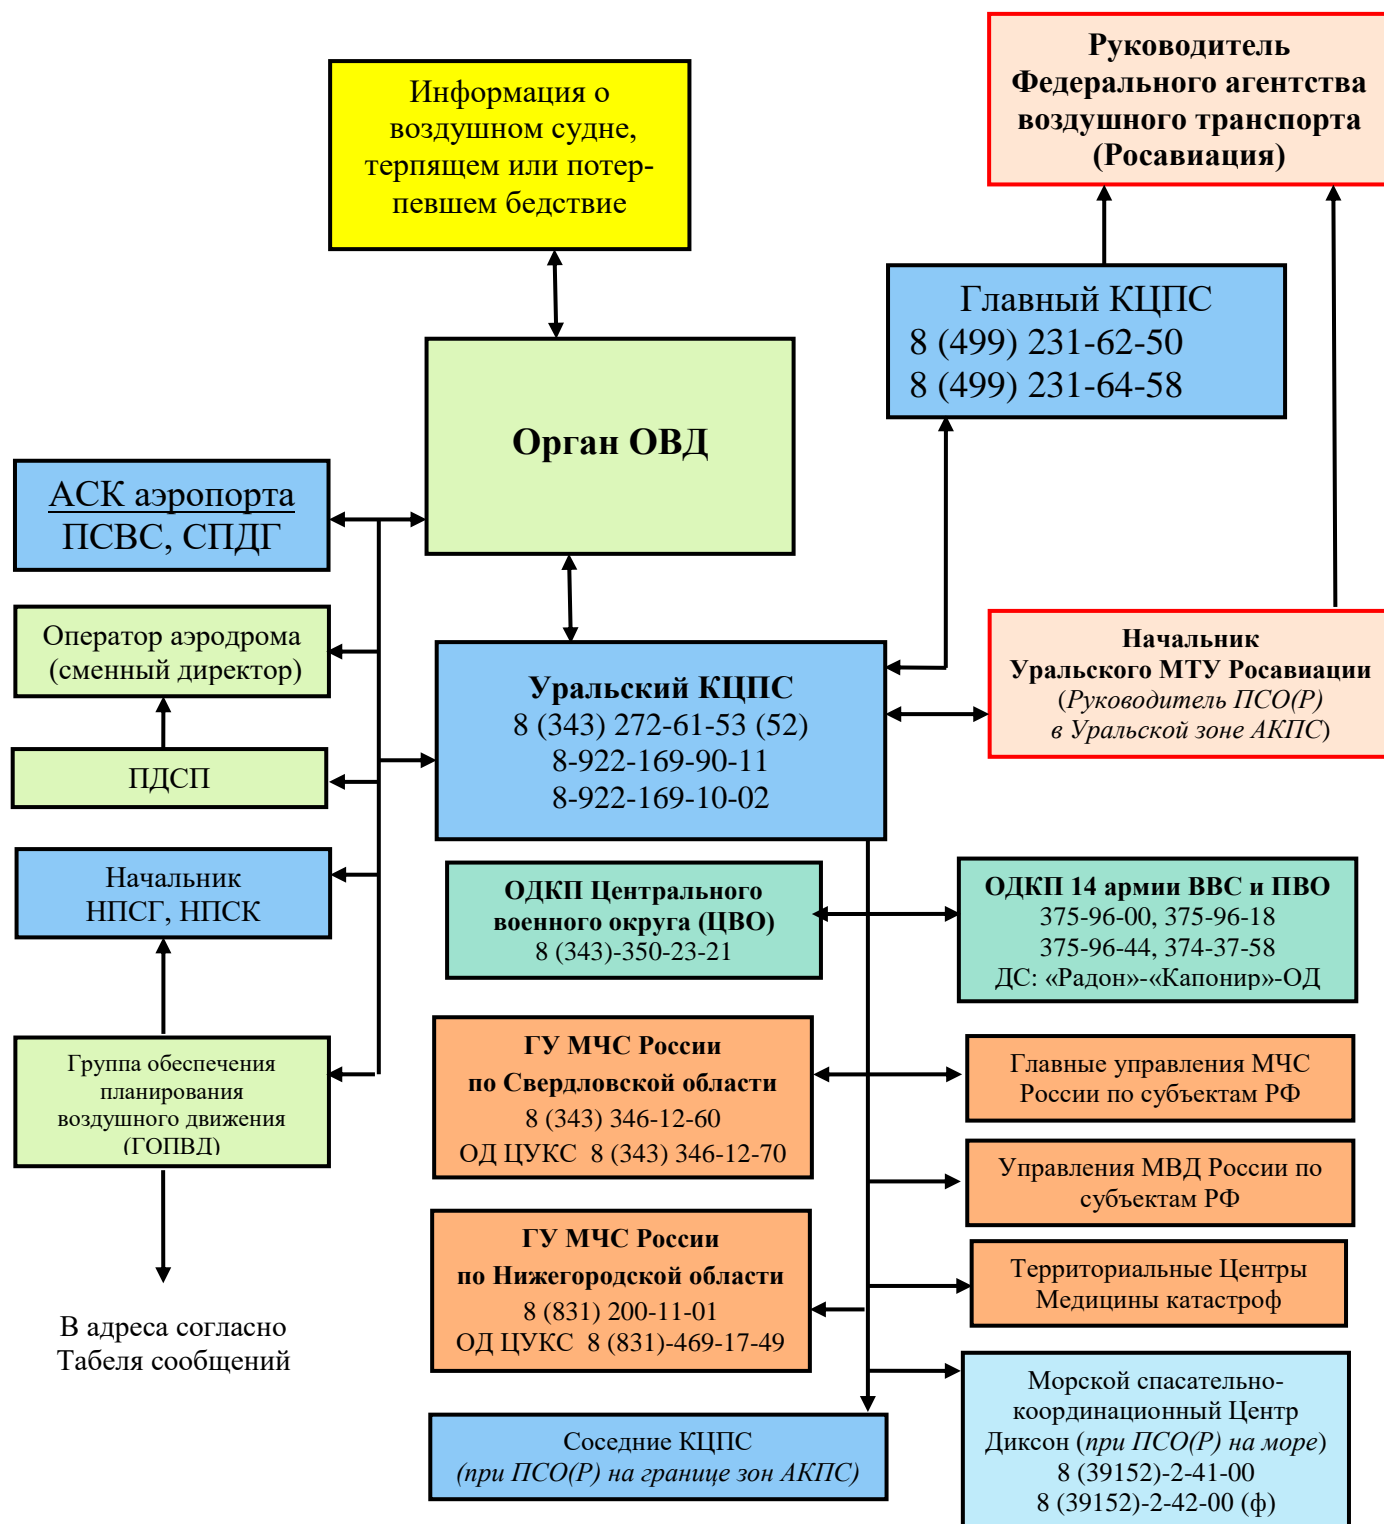 Руководитель
Федерального агентства
воздушного транспорта
(Росавиация)
Информация о
воздушном судне,
терпящем или потер-
певшем бедствие
Главный КЦПС
8 (499) 231-62-50
8 (499) 231-64-58
Орган ОВД
АСК аэропорта
ПСВС, СПДГ
Оператор аэродрома
(сменный директор)
ПДСП
Начальник
НПСГ, НПСК
Группа обеспечения
планирования
воздушного движения
(ГОПВД)
В адреса согласно
Табеля сообщений
Уральский КЦПС
8 (343) 272-61-53 (52)
8-922-169-90-11
8-922-169-10-02
Начальник
Уральского МТУ Росавиации
(Руководитель ПСО(Р)
в Уральской зоне АКПС)
ОДКП Центрального
военного округа (ЦВО)
8 (343)-350-23-21
ОДКП 14 армии ВВС и ПВО
375-96-00, 375-96-18
375-96-44, 374-37-58
ДС: «Радон»-«Капонир»-ОД
ГУ МЧС России
по Свердловской области
8 (343) 346-12-60
ОД ЦУКС 8 (343) 346-12-70
Главные управления МЧС
России по субъектам РФ
Управления МВД России по
субъектам РФ
ГУ МЧС России
по Нижегородской области
8 (831) 200-11-01
ОД ЦУКС 8 (831)-469-17-49
Территориальные Центры
Медицины катастроф
Соседние КЦПС
(при ПСО(Р) на границе зон АКПС)
Морской спасательно-
координационный Центр
Диксон (при ПСО(Р) на море)
8 (39152)-2-41-00
8 (39152)-2-42-00 (ф)